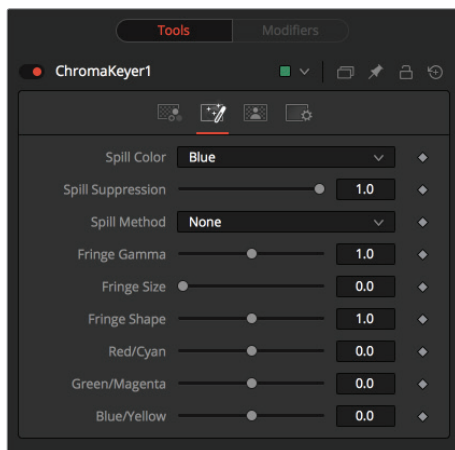 Tools Modifiers
ChromaKeyer1
Spill Color Blue
Spill Suppression 1.0
Spill Method None
Fringe Gamma 1.0
Fringe Size 0.0
Fringe Shape 1.0
Red/Cyan 0.0
Green/Magenta 0.0
Blue/Yellow 0.0